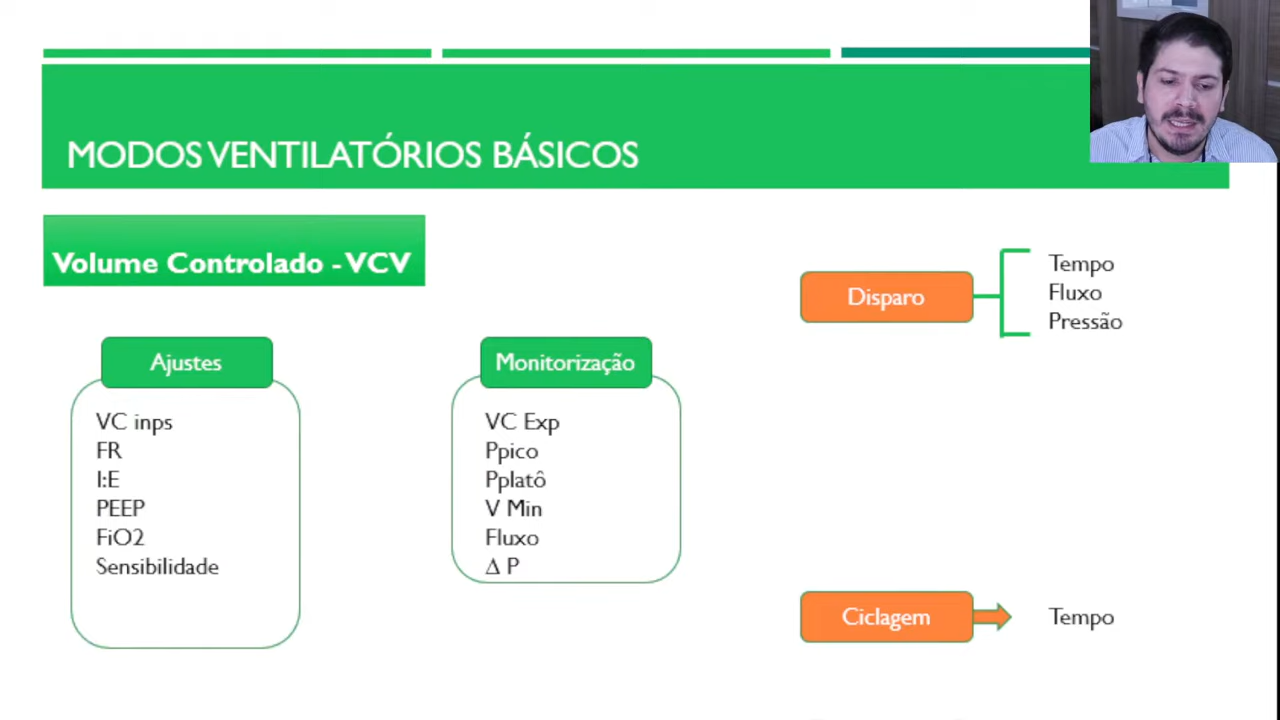 MODOS VENTILATÓRIOS BÁSICOS
Volume Controlado - VCV
Ajustes
VC inps
FR
I:E
PEEP
FiO2
Sensibilidade
Monitorização
VC Exp
Ppico
Pplatô
V Min
Fluxo
Δ P
Disparo
Tempo
Fluxo
Pressão
Ciclagem
Tempo